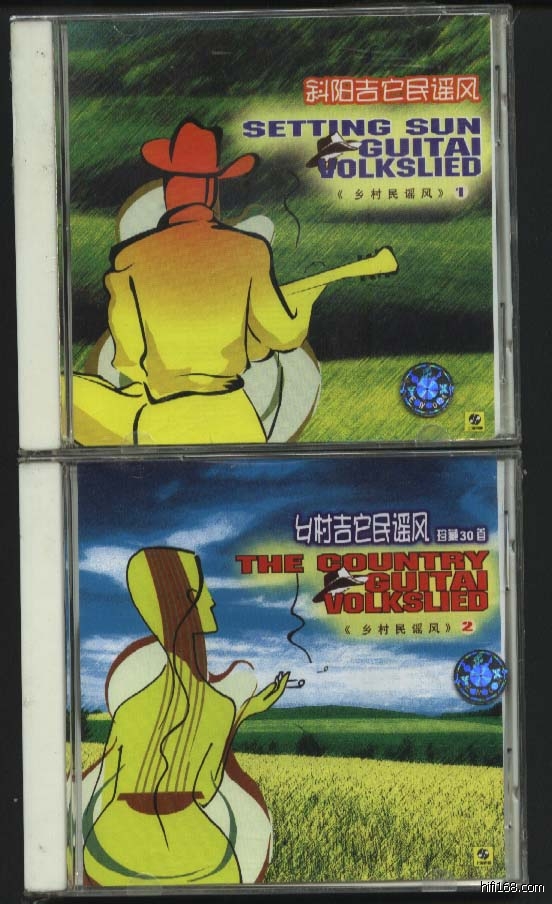 斜阳吉它民谣风
SETTING SUN
GUITAI
VOLKSLIED
《乡村民谣风》1
乡村吉它民谣风 珍藏30首
THE COUNTRY
GUITAI
VOLKSLIED
《乡村民谣风》2
hifi168.com